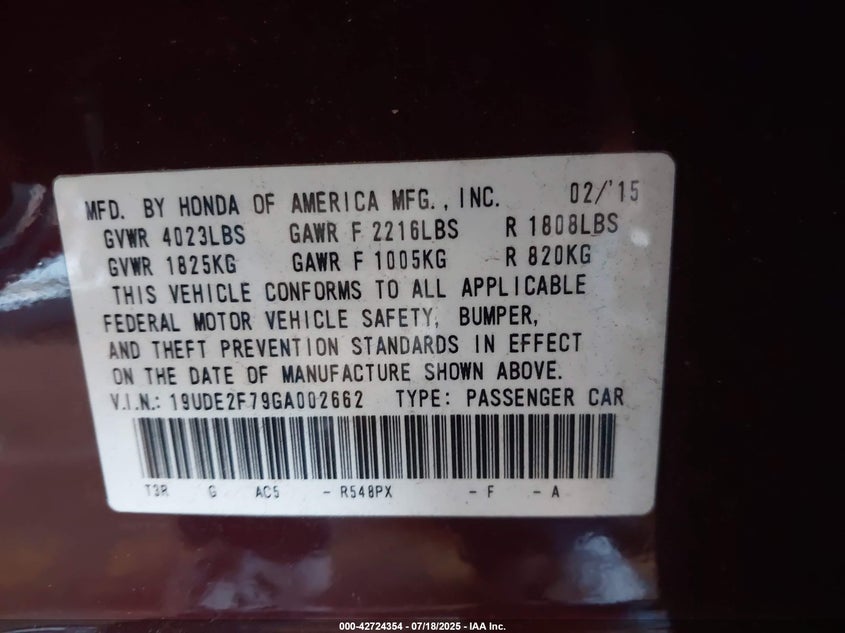 MFD. BY HONDA OF AMERICA MFG., INC. 02/'15
GVWR 4023LBS GAWR F 2216LBS R 1808LBS
GVWR 1825KG GAWR F 1005KG R 820KG
THIS VEHICLE CONFORMS TO ALL APPLICABLE
FEDERAL MOTOR VEHICLE SAFETY, BUMPER,
AND THEFT PREVENTION STANDARDS IN EFFECT
ON THE DATE OF MANUFACTURE SHOWN ABOVE.
V.I.N.: 19UDE2F79GA002662 TYPE: PASSENGER CAR
T3R G AC5 - R548PX - F - A
000-42724354 / 07/18/2025 - IAA Inc.